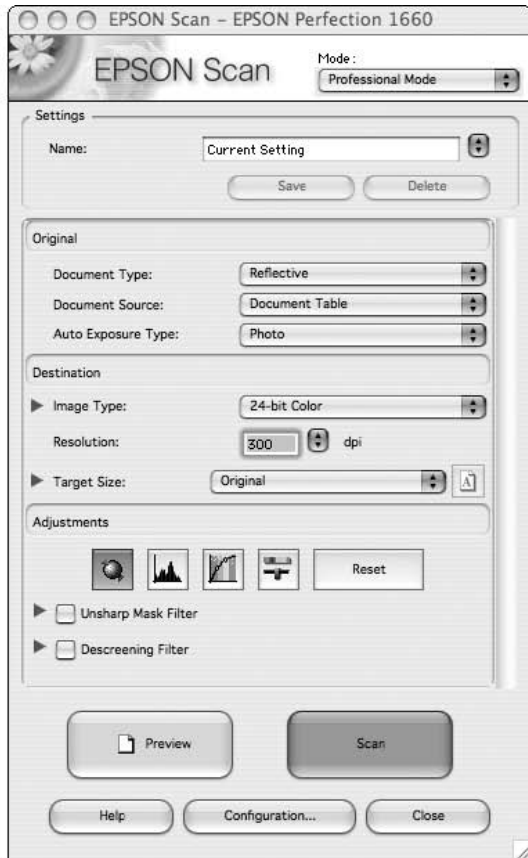 EPSON Scan – EPSON Perfection 1660
EPSON Scan
Mode:
Professional Mode
Settings
Name: Current Setting
Save Delete
Original
Document Type: Reflective
Document Source: Document Table
Auto Exposure Type: Photo
Destination
Image Type: 24-bit Color
Resolution: 300 dpi
Target Size: Original A
Adjustments
Reset
Unsharp Mask Filter
Descreening Filter
Preview Scan
Help Configuration... Close